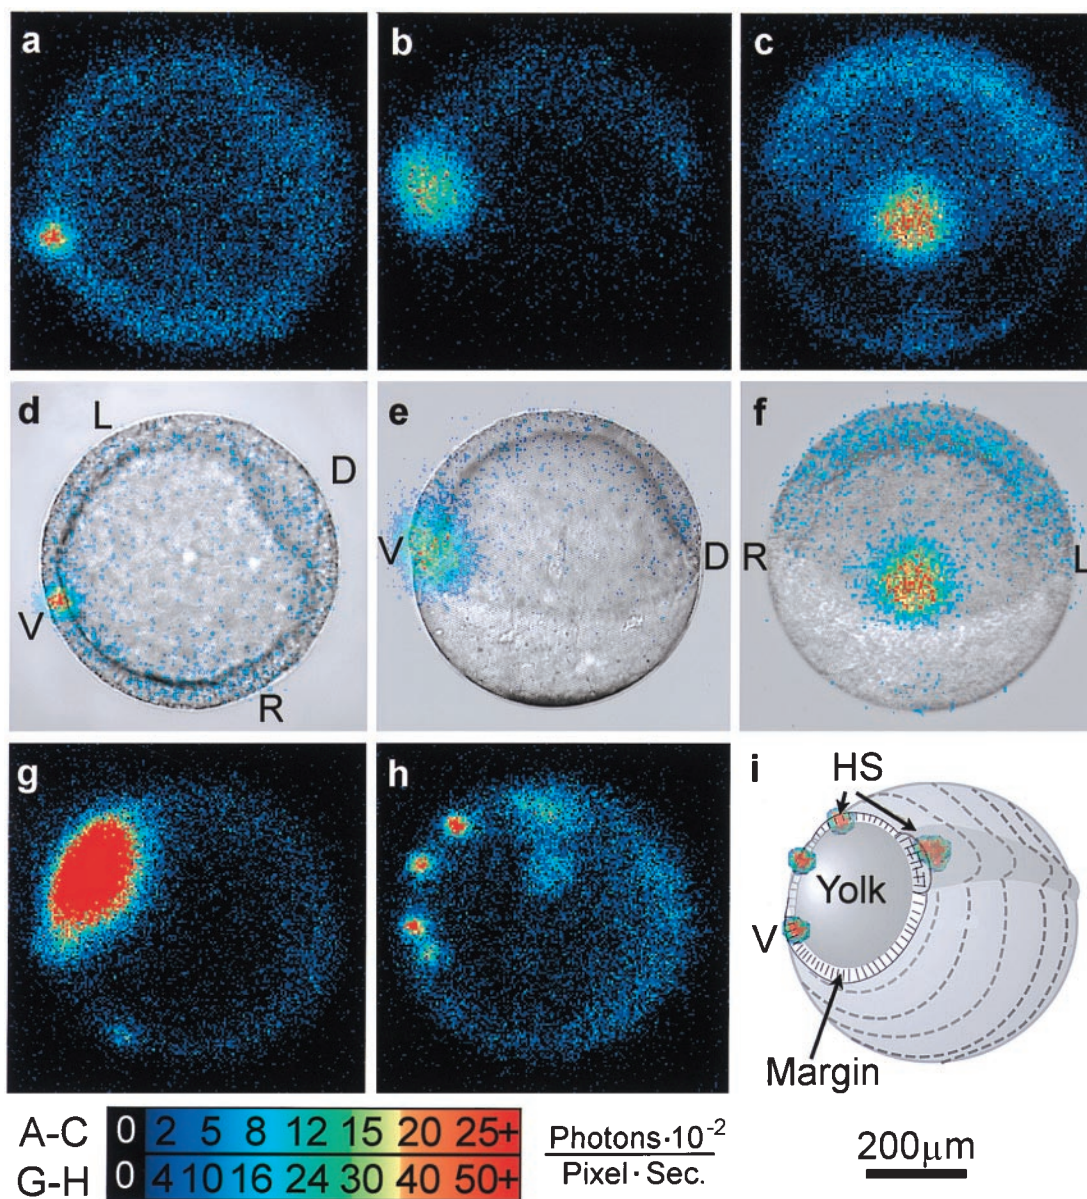 a b c
d L D V R
e V D
f R L
g h i HS
Yolk
V
Margin
A-C 0 2 5 8 12 15 20 25+
G-H 0 4 10 16 24 30 40 50+
Photons·10⁻²
Pixel·Sec.
200μm